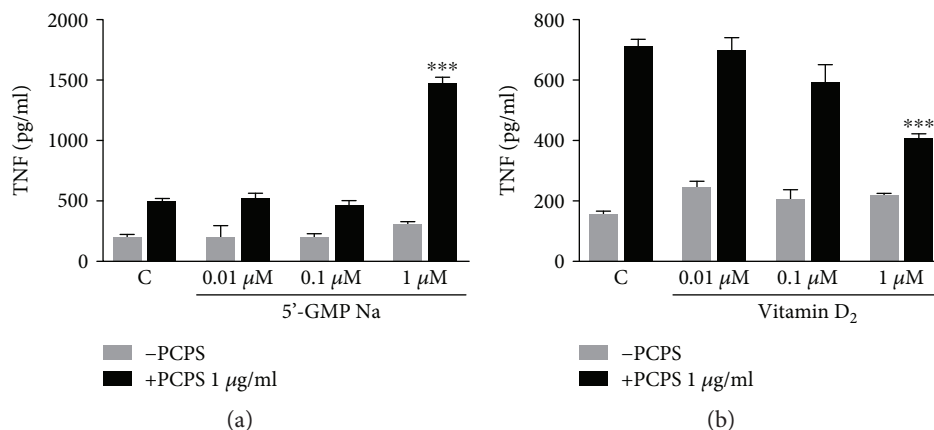 2000
1500
1000
500
0
TNF (pg/ml)
***
C
0.01 μM
0.1 μM
1 μM
5’-GMP Na
−PCPS
+PCPS 1 μg/ml
(a)
800
600
400
200
0
TNF (pg/ml)
***
C
0.01 μM
0.1 μM
1 μM
Vitamin D₂
−PCPS
+PCPS 1 μg/ml
(b)